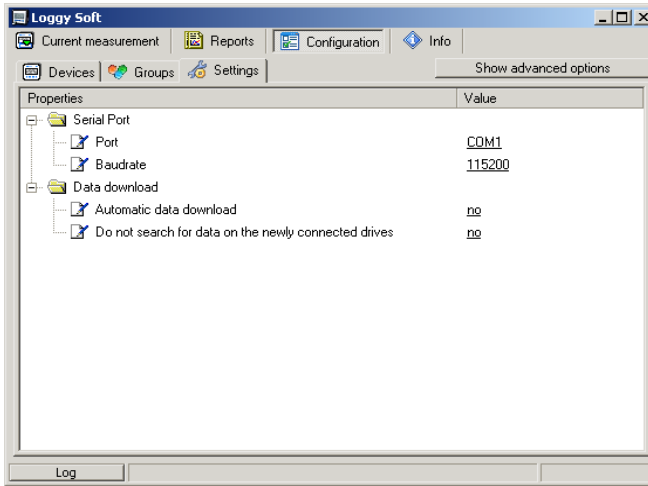 Loggy Soft
Current measurement Reports Configuration Info
Devices Groups Settings Show advanced options
Properties Value
Serial Port
Port COM1
Baudrate 115200
Data download
Automatic data download no
Do not search for data on the newly connected drives no
Log